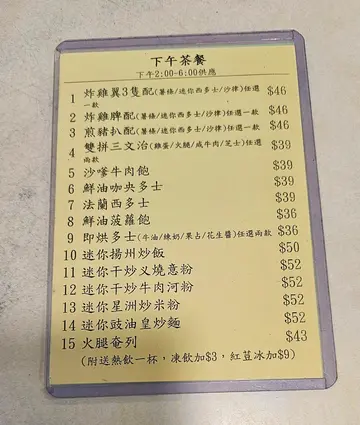 下午茶餐
下午2:00-6:00供應
1 炸雞翼3隻配(薯條/迷你西多士/沙律)任選一款 $46
2 炸雞脾配(薯條/迷你西多士/沙律)任選一款 $46
3 煎豬扒配(薯條/迷你西多士/沙律)任選一款 $46
4 雙拼三文治(雞蛋/火腿/咸牛肉/芝士)任選兩款 $39
5 沙嗲牛肉飽 $39
6 鮮油咖央多士 $39
7 法蘭西多士 $39
8 鮮油菠蘿飽 $36
9 即烘多士(牛油/煉奶/果占/花生醬)任選兩款 $36
10 迷你揚州炒飯 $50
11 迷你干炒叉燒意粉 $52
12 迷你干炒牛肉河粉 $52
13 迷你星洲炒米粉 $52
14 迷你豉油皇炒麵 $52
15 火腿奄列 $43
(附送熱飲一杯，凍飲加$3，紅荳冰加$9)